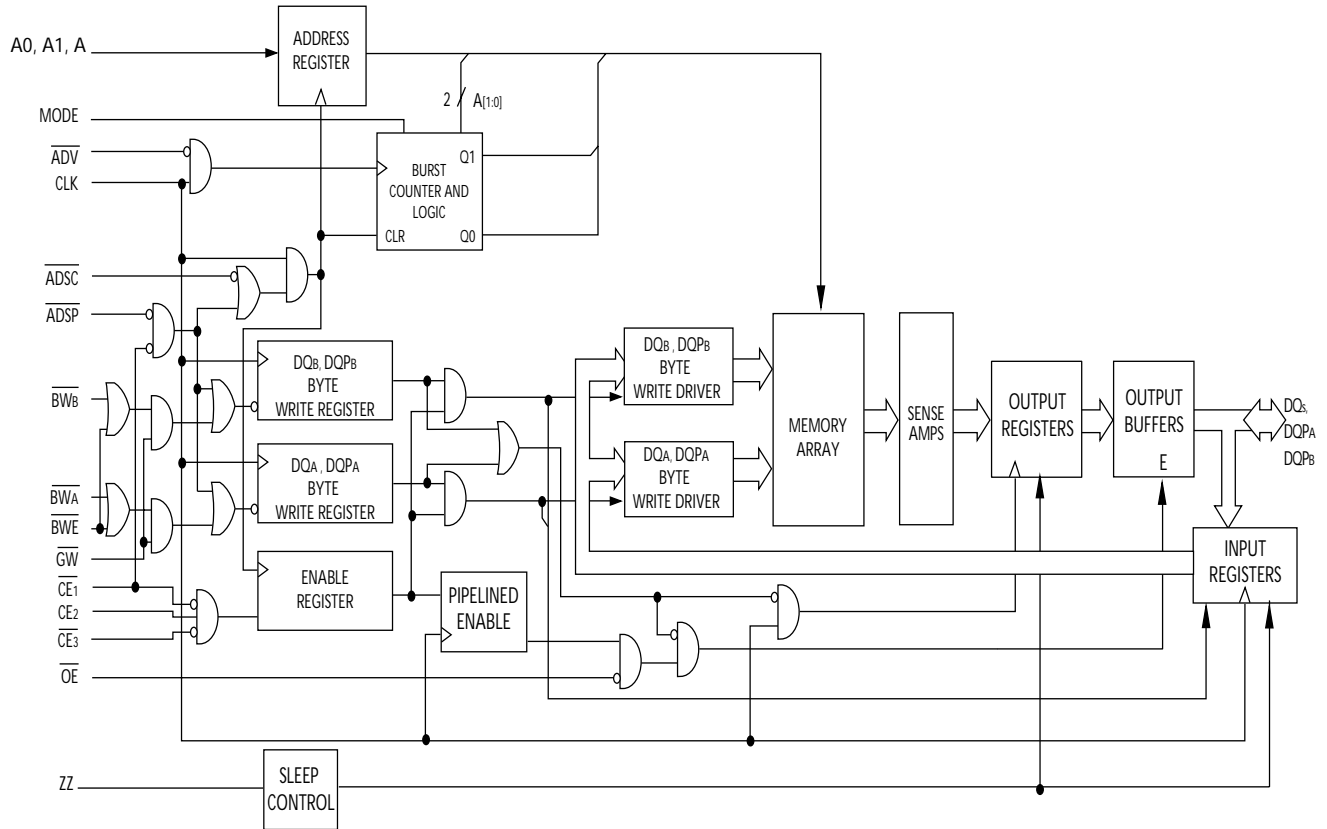 A0, A1, A
ADDRESS
REGISTER
2
A[1:0]
MODE
ADV
CLK
BURST
COUNTER AND
LOGIC
Q1
CLR
Q0
ADSC
ADSP
DQB, DQPB
BYTE
WRITE REGISTER
DQB, DQPB
BYTE
WRITE DRIVER
MEMORY
ARRAY
SENSE
AMPS
OUTPUT
REGISTERS
OUTPUT
BUFFERS
E
DQs,
DQPA
DQPB
BWB
DQA, DQPA
BYTE
WRITE REGISTER
DQA, DQPA
BYTE
WRITE DRIVER
BWA
BWE
GW
CE1
CE2
CE3
ENABLE
REGISTER
PIPELINED
ENABLE
INPUT
REGISTERS
OE
ZZ
SLEEP
CONTROL